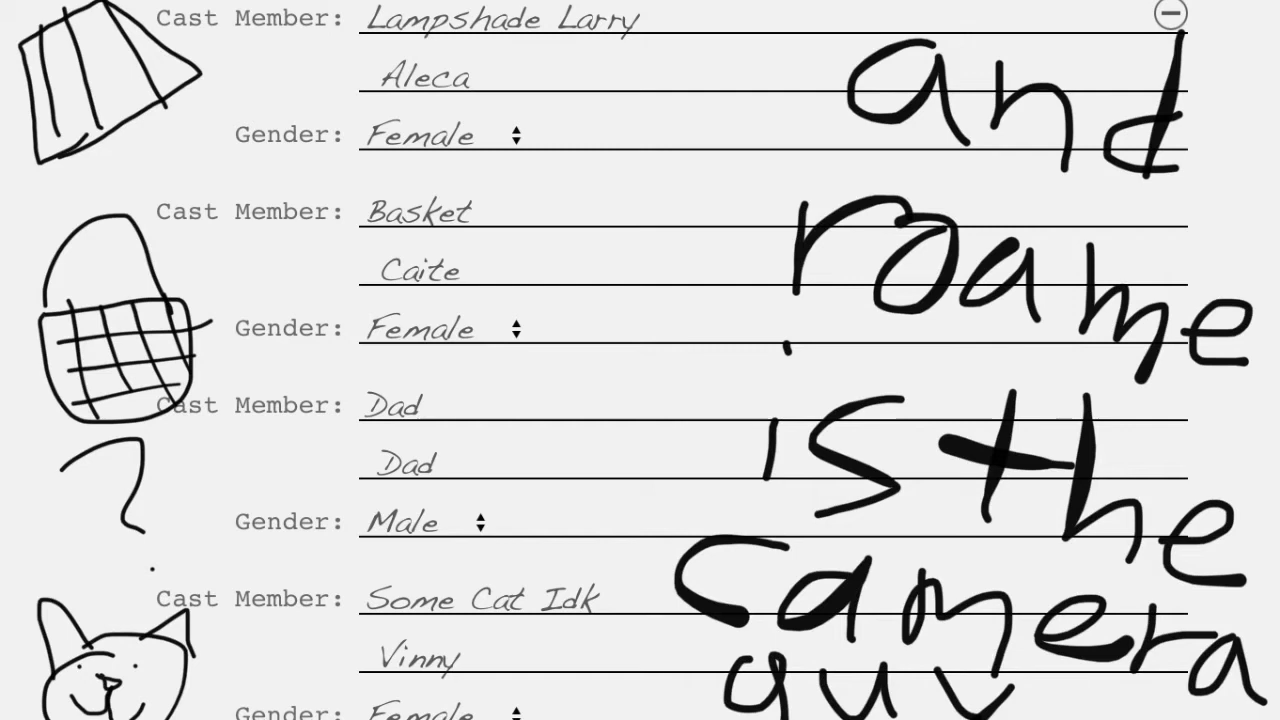 Cast Member: Lampshade Larry
Aleca
Gender: Female
Cast Member: Basket
Caite
Gender: Female
?
Cast Member: Dad
Dad
Gender: Male
Cast Member: Some Cat Idk
Vinny
Gender: Female
and
roame
is the
camera
guy